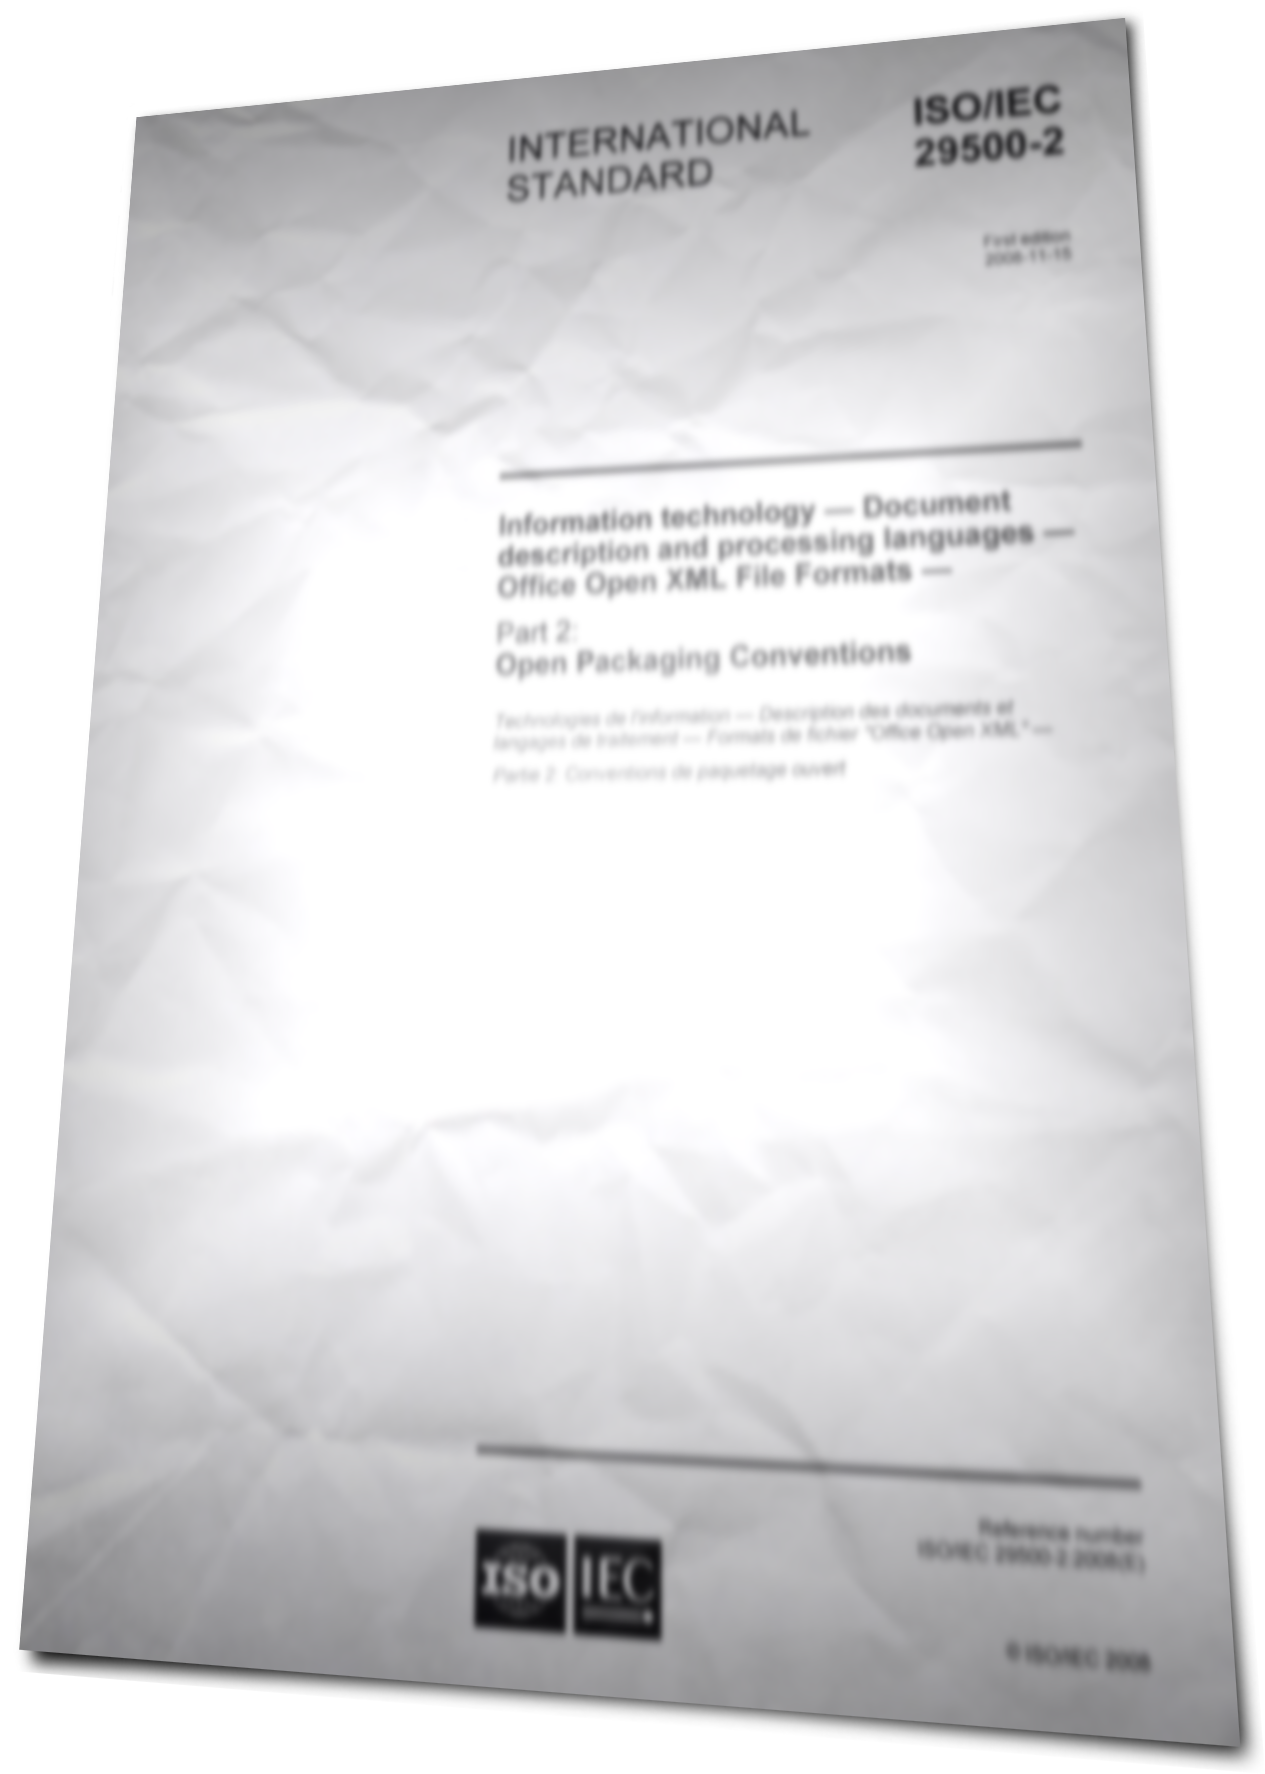 INTERNATIONAL
STANDARD
ISO/IEC
29500-2
First edition
2008-11-15
Information technology — Document
description and processing languages —
Office Open XML File Formats —
Part 2:
Open Packaging Conventions
Technologies de l'information — Description des documents et
langages de traitement — Formats de fichier "Office Open XML" —
Partie 2: Conventions de paquetage ouvert
ISO
IEC
Reference number
ISO/IEC 29500-2:2008(E)
© ISO/IEC 2008